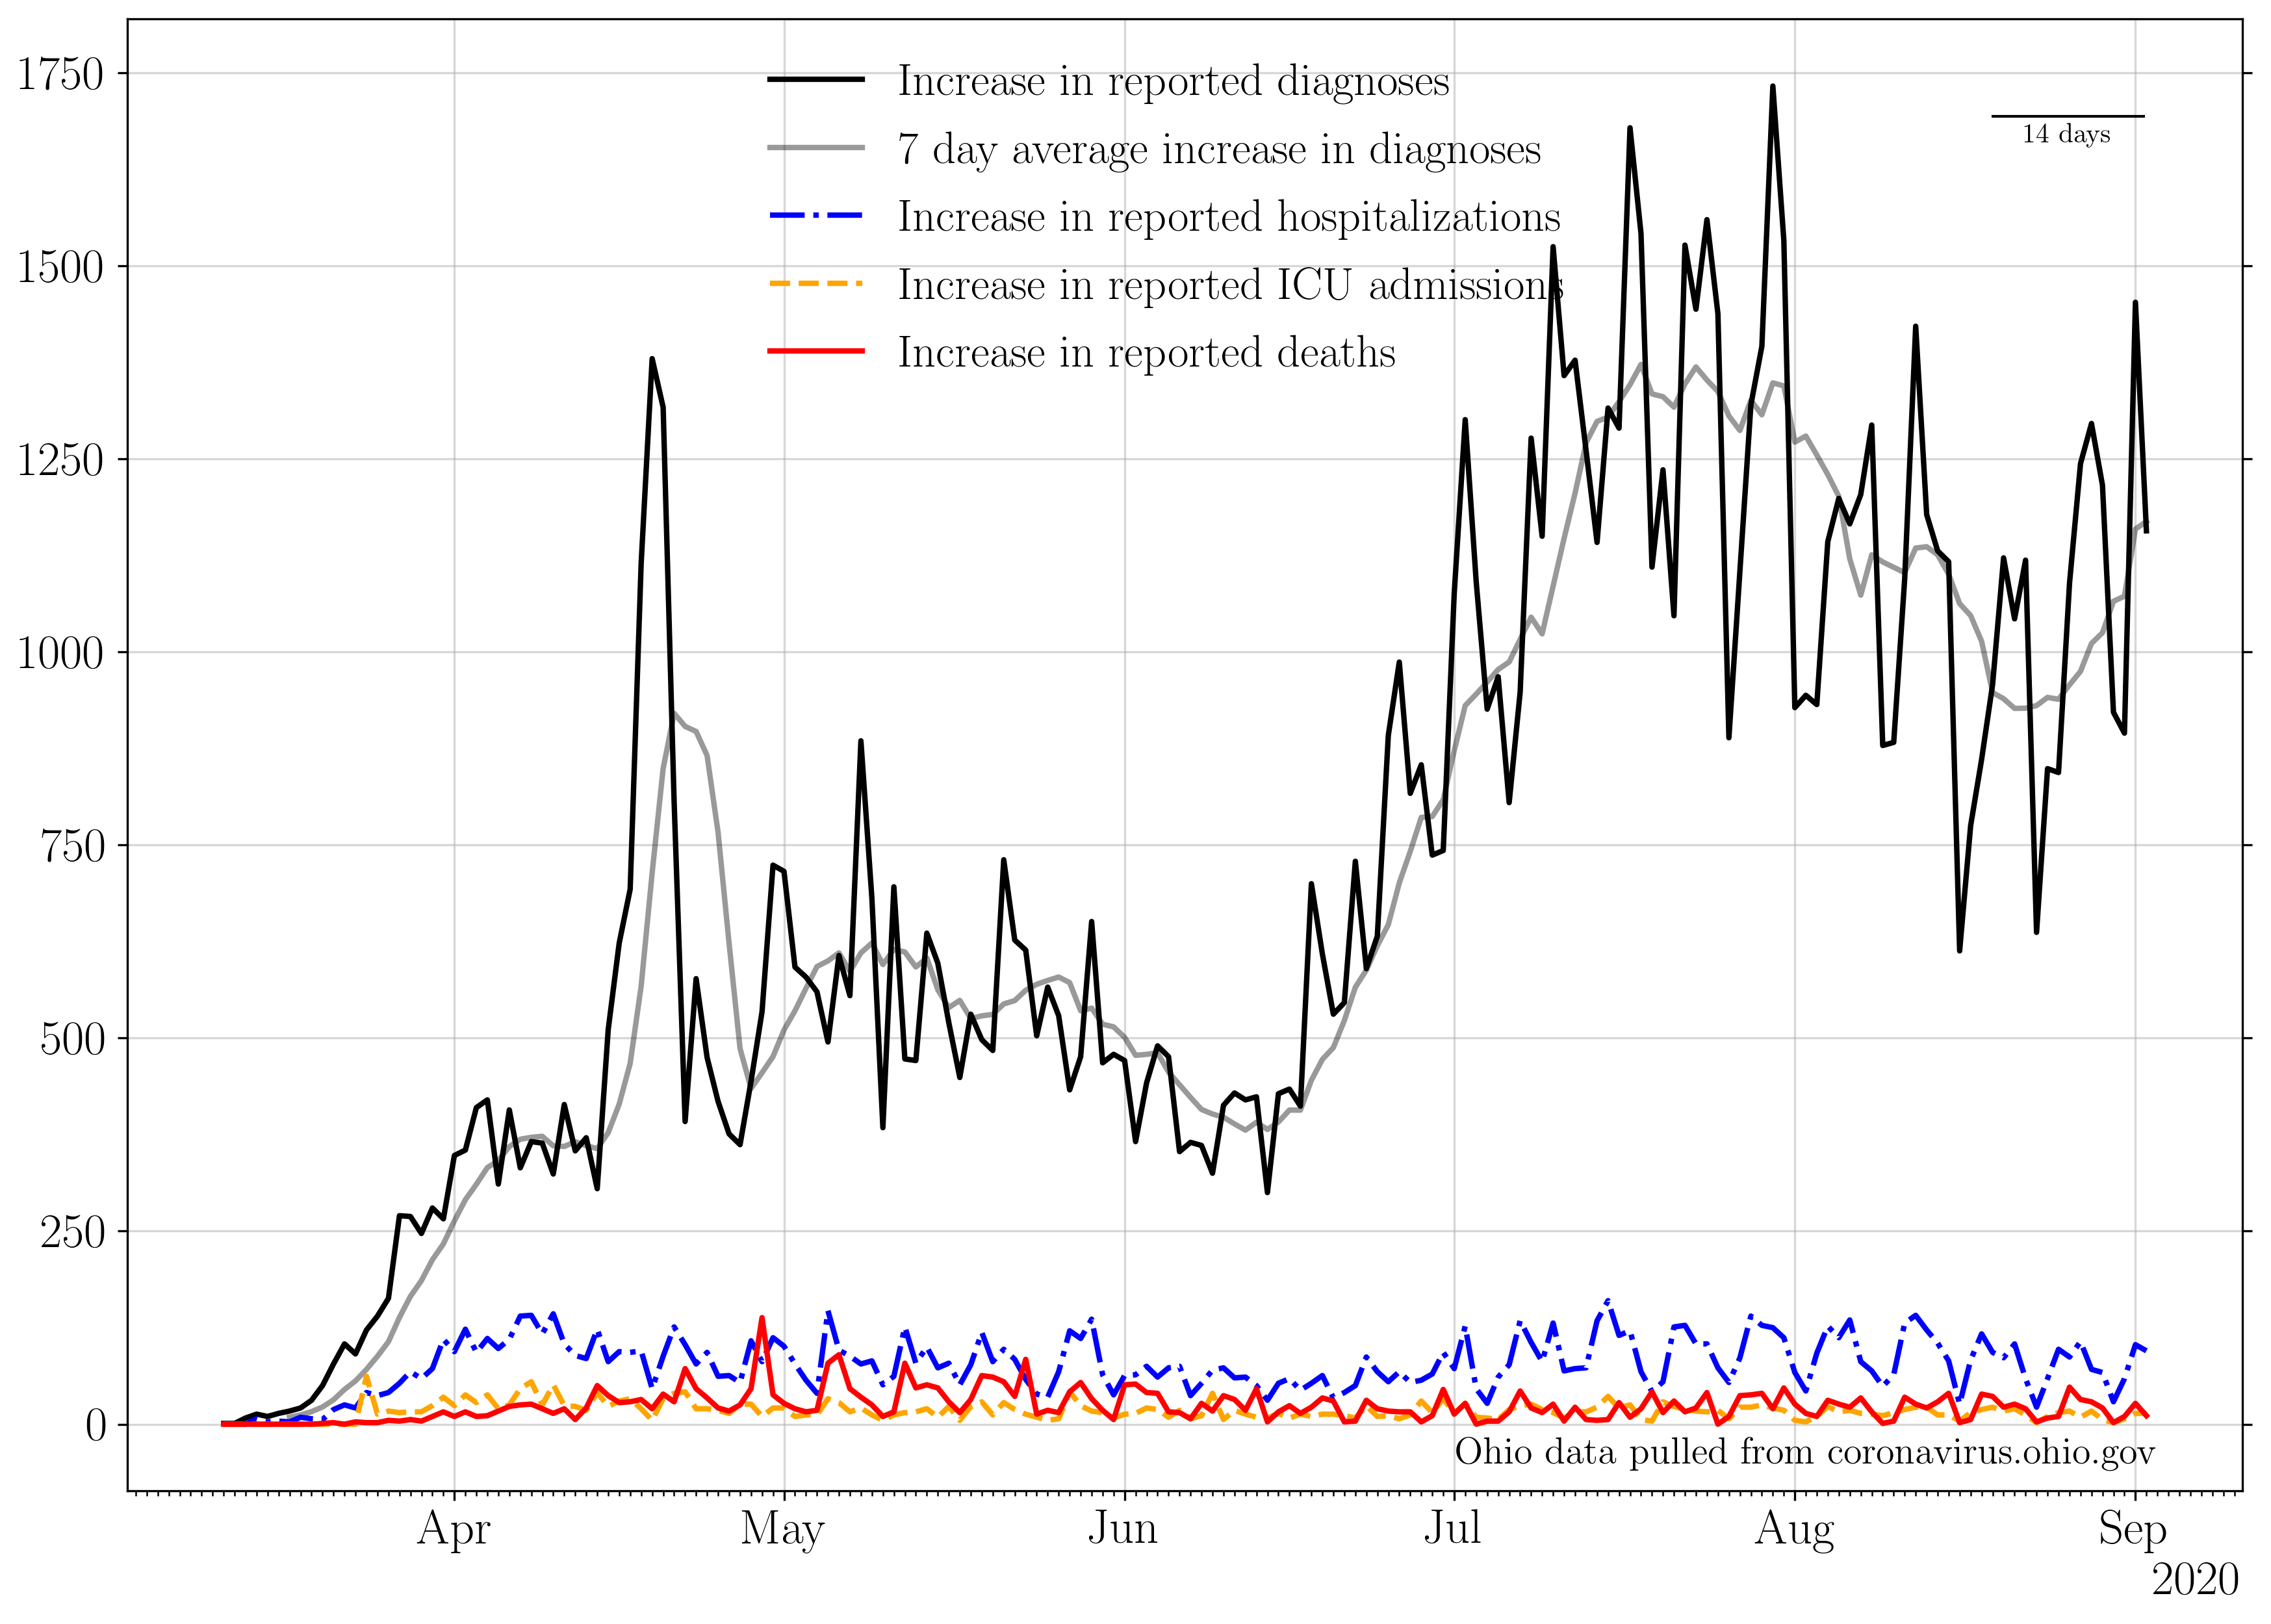 1750
1500
1250
1000
750
500
250
0
Increase in reported diagnoses
7 day average increase in diagnoses
Increase in reported hospitalizations
Increase in reported ICU admissions
Increase in reported deaths
14 days
Ohio data pulled from coronavirus.ohio.gov
Apr May Jun Jul Aug Sep
2020